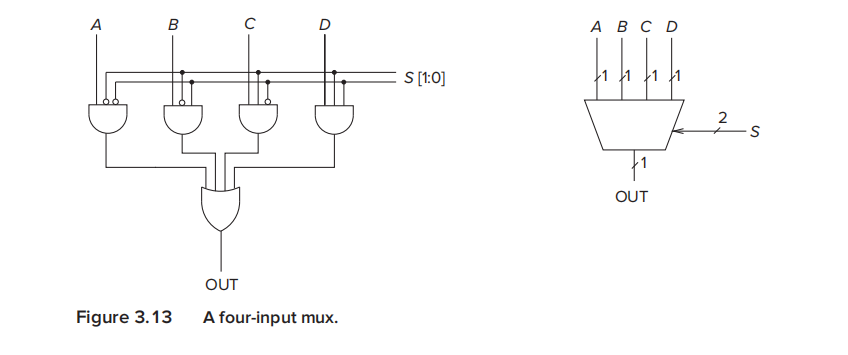 A B C D
S [1:0]
OUT
A B C D
1 1 1 1
2
S
1
OUT
Figure 3.13 A four-input mux.